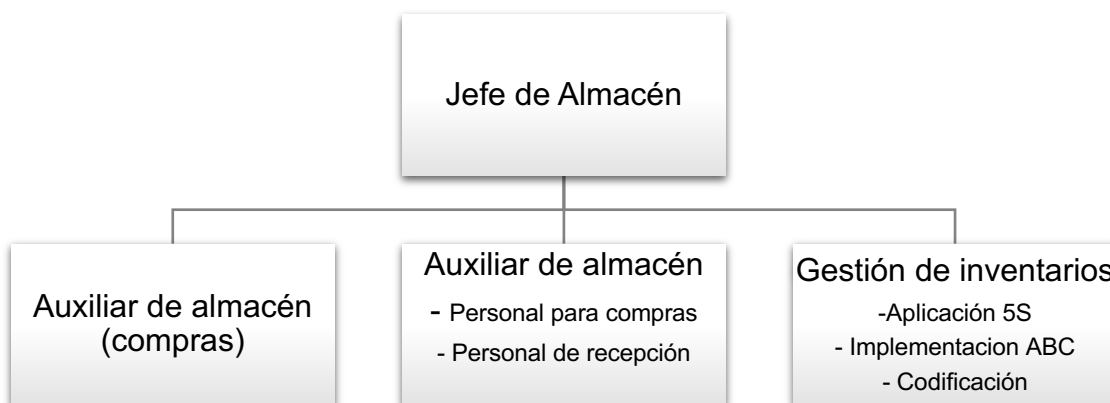 Jefe de Almacén
Auxiliar de almacén
(compras)
Auxiliar de almacén
- Personal para compras
- Personal de recepción
Gestión de inventarios
-Aplicación 5S
- Implementacion ABC
- Codificación